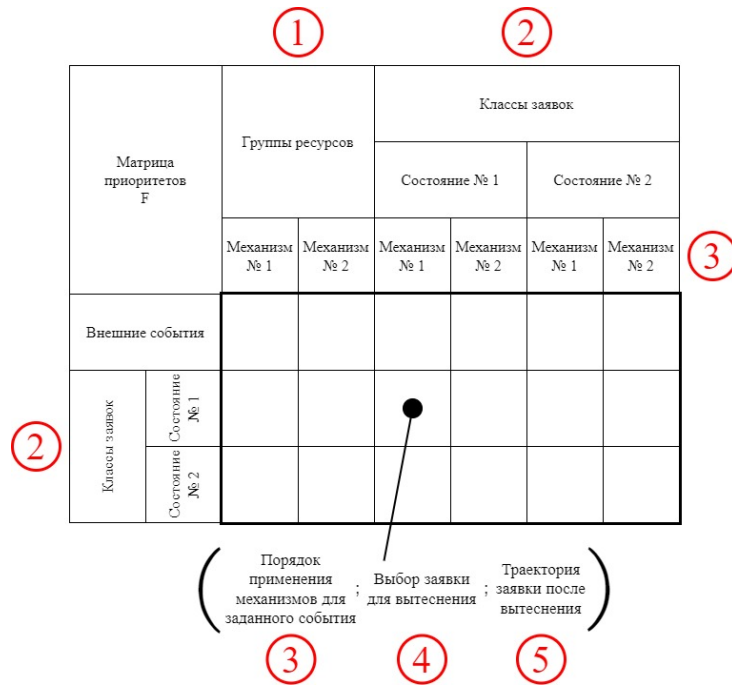 1
2
Матрица
приоритетов
F
Группы ресурсов
Классы заявок
Состояние № 1
Состояние № 2
Механизм
№ 1
Механизм
№ 2
Механизм
№ 1
Механизм
№ 2
Механизм
№ 1
Механизм
№ 2
3
Внешние события
2
Классы заявок
Состояние
№ 1
Состояние
№ 2
(
Порядок
применения
механизмов для
заданного события
;
Выбор заявки
для вытеснения
;
Траектория
заявки после
вытеснения
)
3
4
5